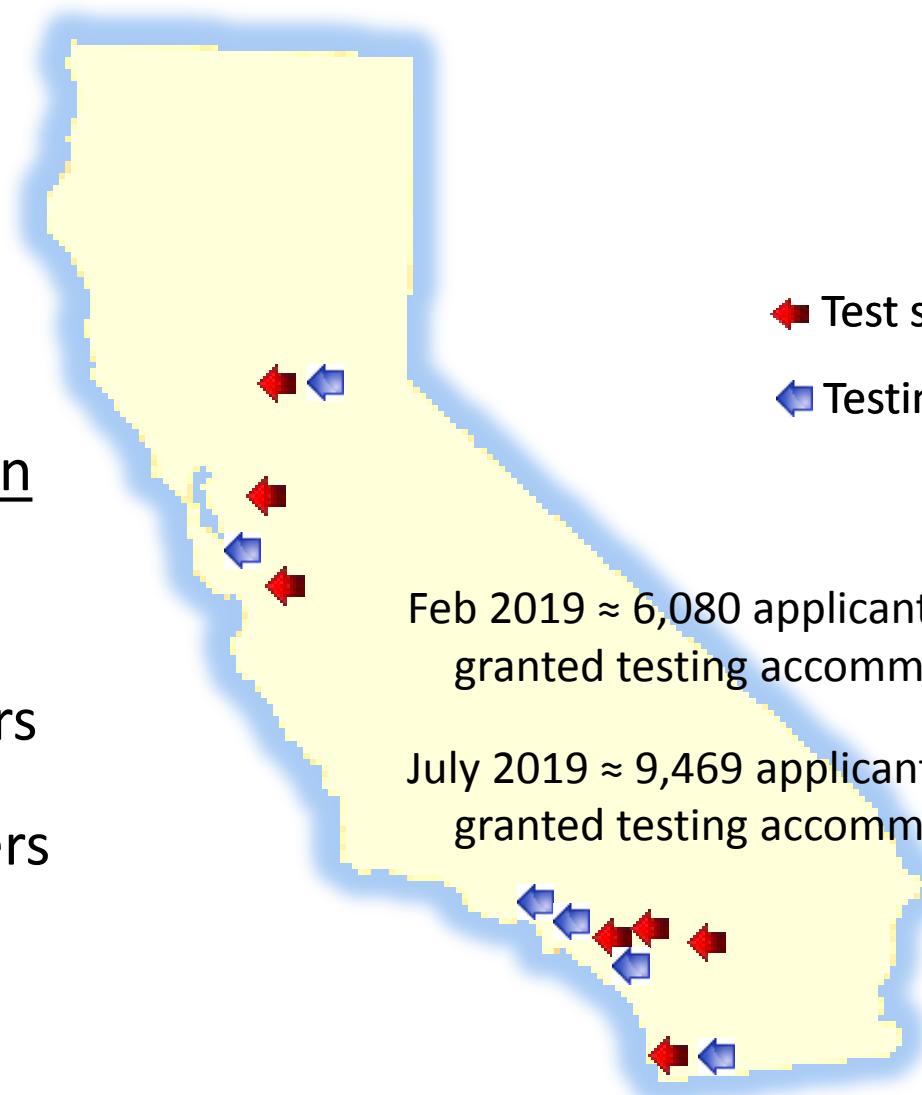 Test s
Testin
n
Feb 2019 ≈ 6,080 applicant
granted testing accomm
rs
July 2019 ≈ 9,469 applicant
granted testing accomm
ers